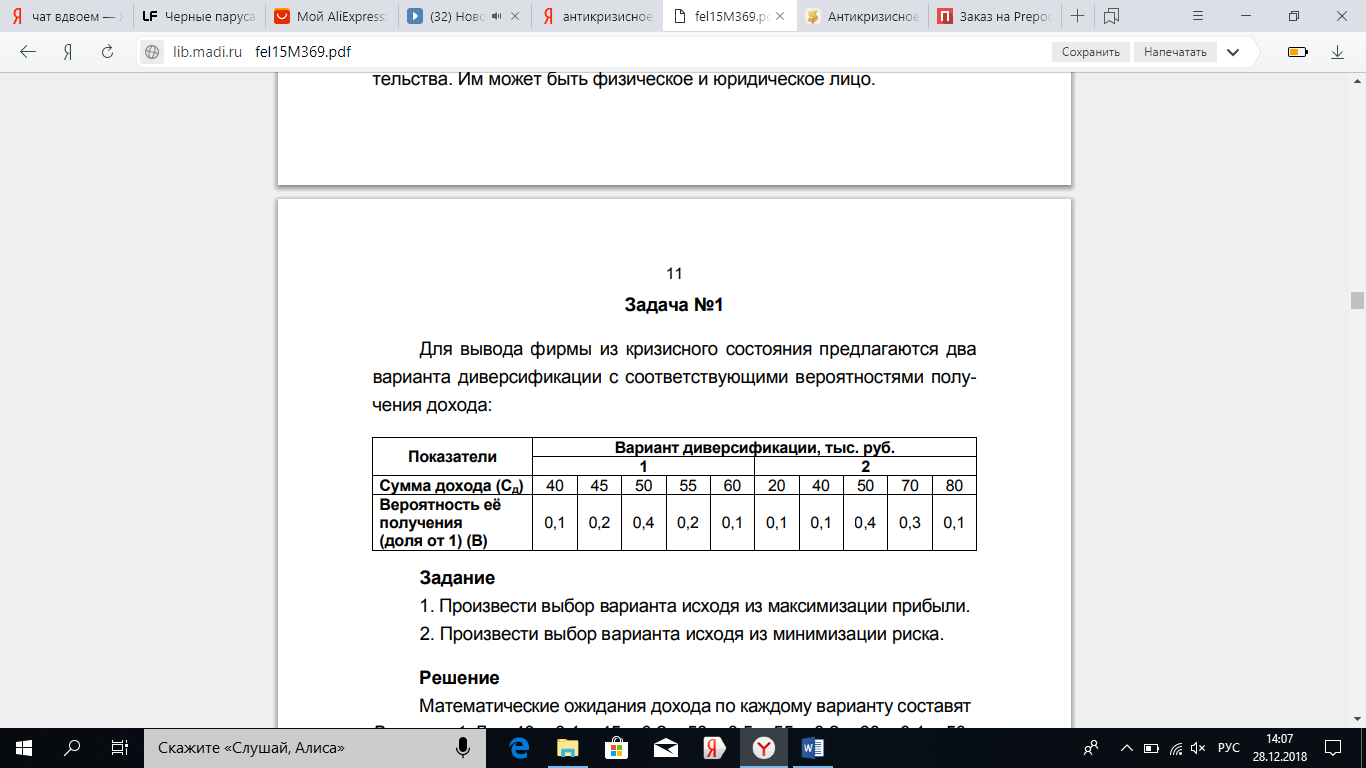 чат вдвоем —
Черные паруса
Мой AliExpress:
(32) Ново
антикризисное
fel15M369.pd
Антикризисное
Заказ на Prepod
lib.madi.ru fel15M369.pdf
Сохранить
Напечатать
тельства. Им может быть физическое и юридическое лицо.
11
Задача №1
Для вывода фирмы из кризисного состояния предлагаются два
варианта диверсификации с соответствующими вероятностями полу-
чения дохода:
Показатели
Вариант диверсификации, тыс. руб.
1 2
Сумма дохода (Сд) 40 45 50 55 60 20 40 50 70 80
Вероятность её
получения
(доля от 1) (В)
0,1 0,2 0,4 0,2 0,1 0,1 0,1 0,4 0,3 0,1
Задание
1. Произвести выбор варианта исходя из максимизации прибыли.
2. Произвести выбор варианта исходя из минимизации риска.
Решение
Математические ожидания дохода по каждому варианту составят
Скажите «Слушай, Алиса»
РУС
14:07
28.12.2018